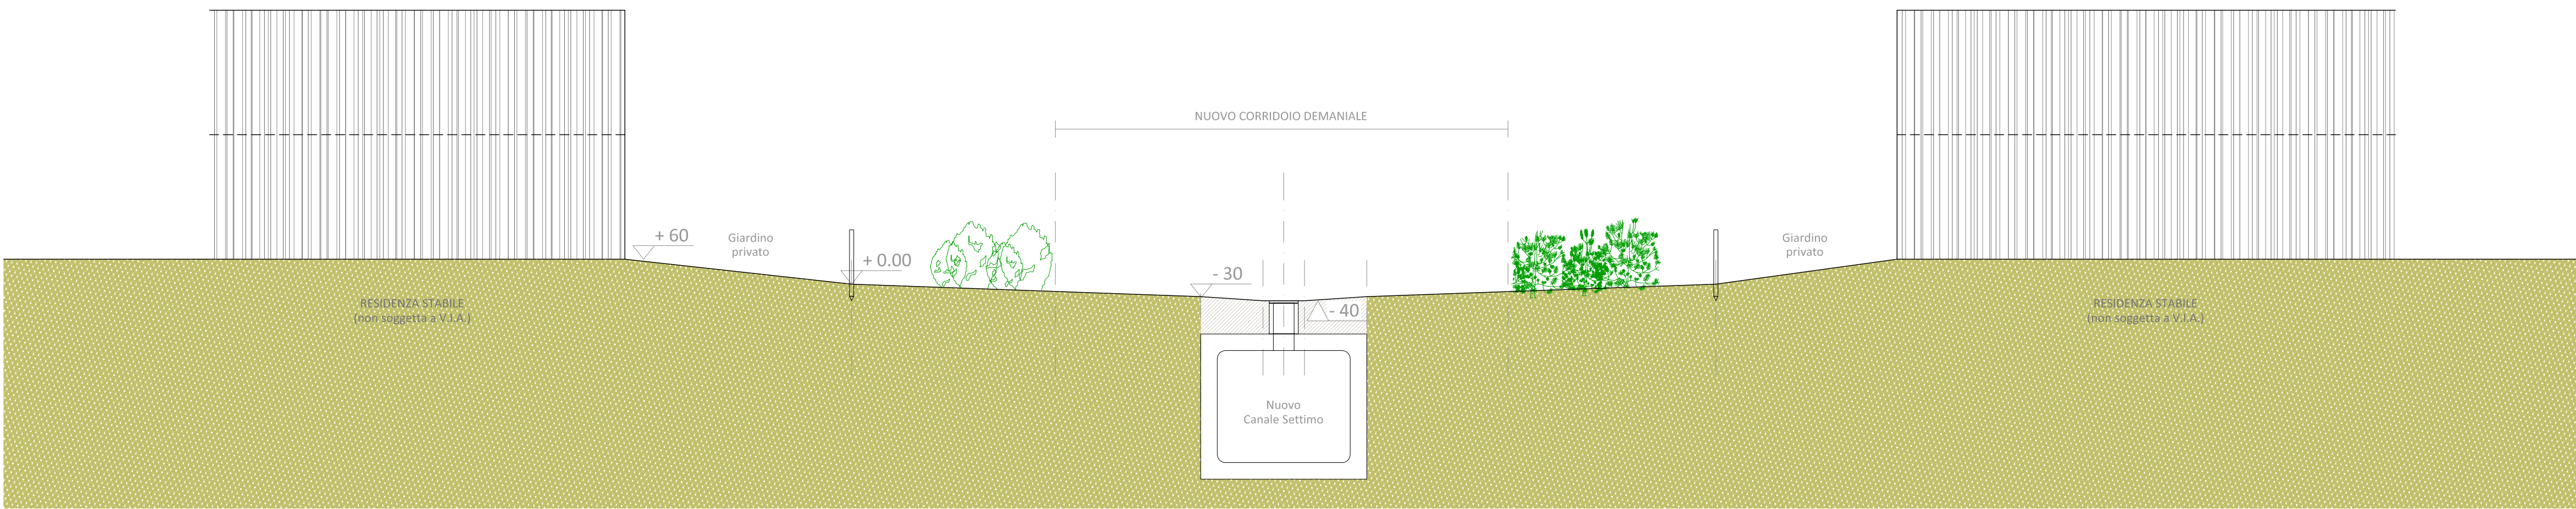 NUOVO CORRIDOIO DEMANIALE
+ 60
Giardino
privato
+ 0.00
- 30
- 40
Giardino
privato
RESIDENZA STABILE
(non soggetta a V.I.A.)
RESIDENZA STABILE
(non soggetta a V.I.A.)
Nuovo
Canale Settimo